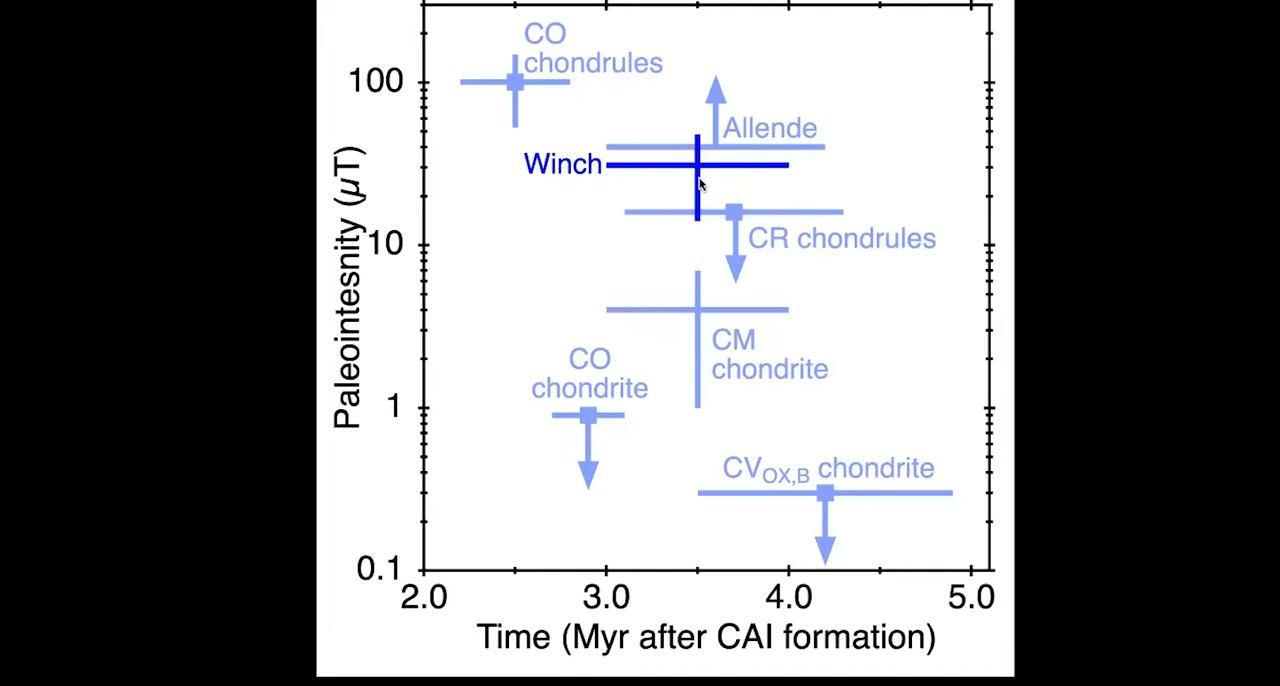 CO
chondrules
100
Allende
Winch
10
CR chondrules
CM
chondrite
CO
chondrite
1
CVOX,B chondrite
0.1
2.0 3.0 4.0 5.0
Time (Myr after CAI formation)
Paleointesnity (μT)